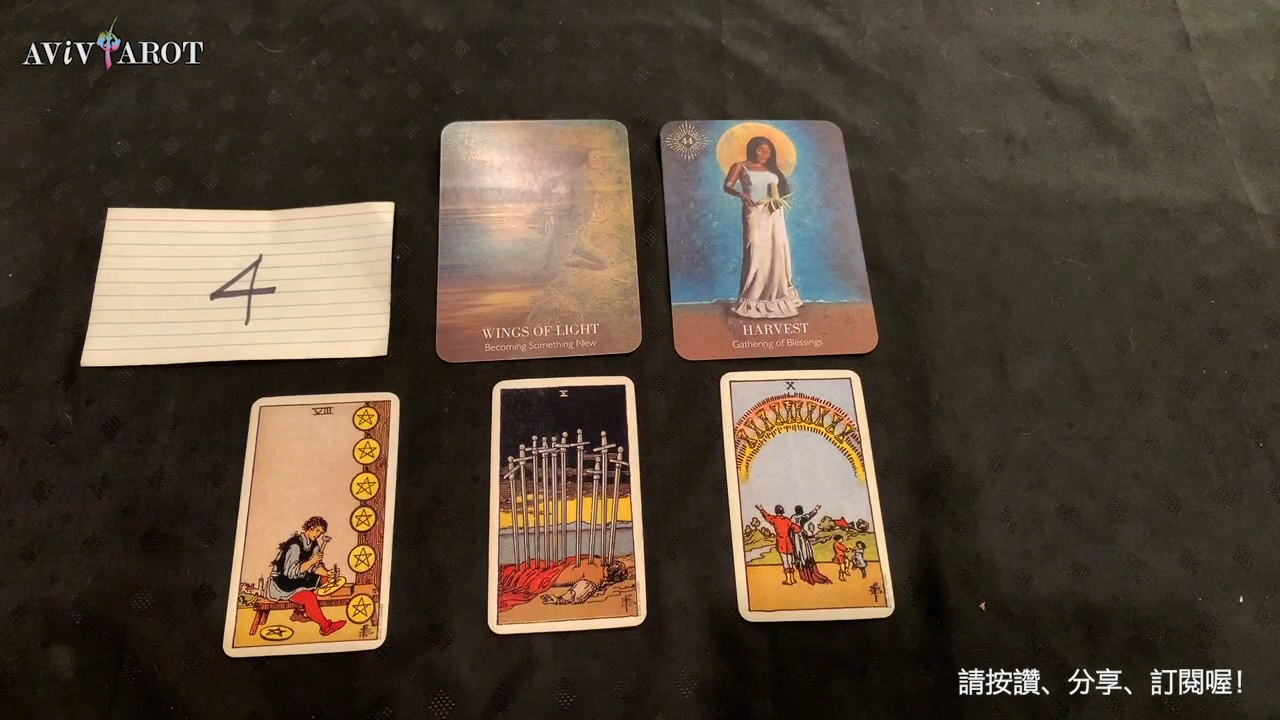 AViV TAROT
4
WINGS OF LIGHT
Becoming Something New
44
HARVEST
Gathering of Blessings
VIII
X
X
請按讚、分享、訂閱喔!